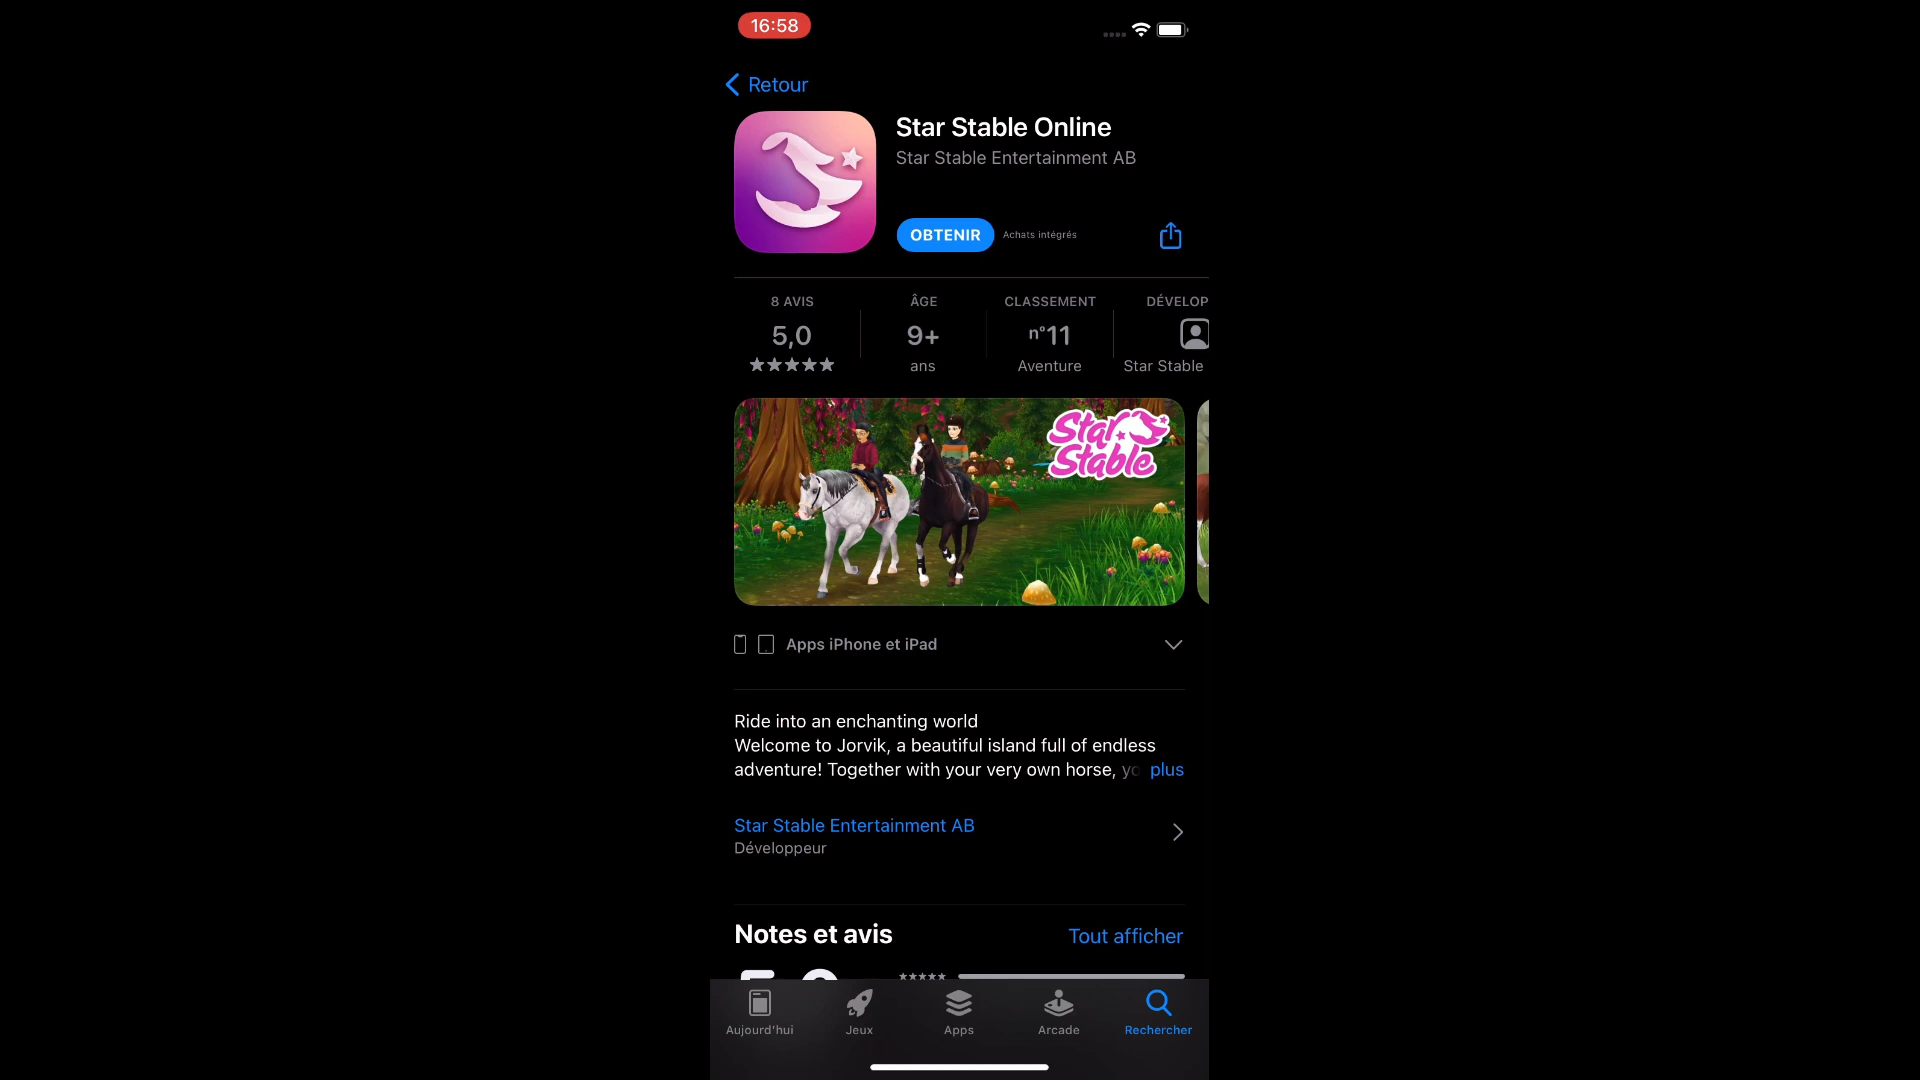 16:58
Retour
Star Stable Online
Star Stable Entertainment AB
OBTENIR
Achats intégrés
8 AVIS
5,0
ÂGE
9+
ans
CLASSEMENT
n°11
Aventure
DÉVELOP
Star Stable
Star
Stable
Apps iPhone et iPad
Ride into an enchanting world
Welcome to Jorvik, a beautiful island full of endless
adventure! Together with your very own horse, yo plus
Star Stable Entertainment AB
Développeur
Notes et avis
Tout afficher
Aujourd'hui
Jeux
Apps
Arcade
Rechercher